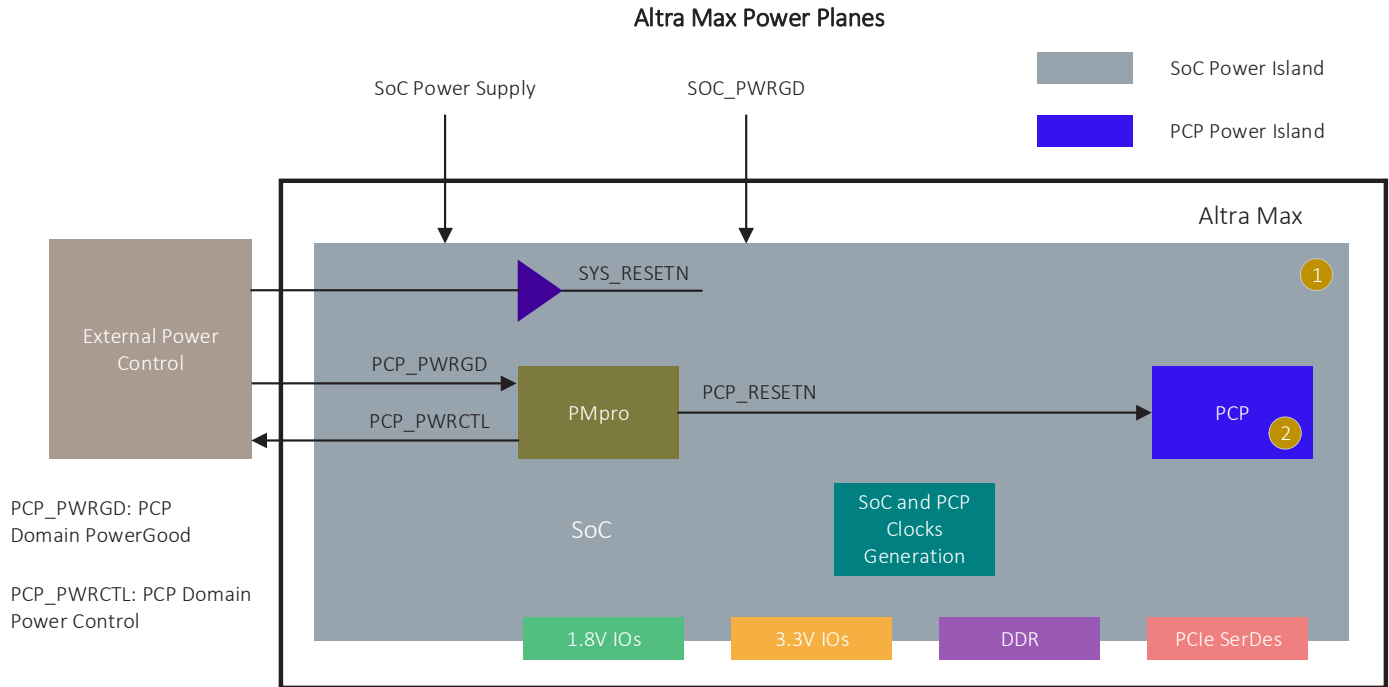 Altra Max Power Planes
SoC Power Supply
SOC_PWRGD
SoC Power Island
PCP Power Island
Altra Max
External Power
Control
SYS_RESETN
1
PCP_PWRGD
PCP_PWRCTL
PMpro
PCP_RESETN
PCP
2
PCP_PWRGD: PCP
Domain PowerGood
PCP_PWRCTL: PCP Domain
Power Control
SoC
SoC and PCP
Clocks
Generation
1.8V IOs
3.3V IOs
DDR
PCIe SerDes